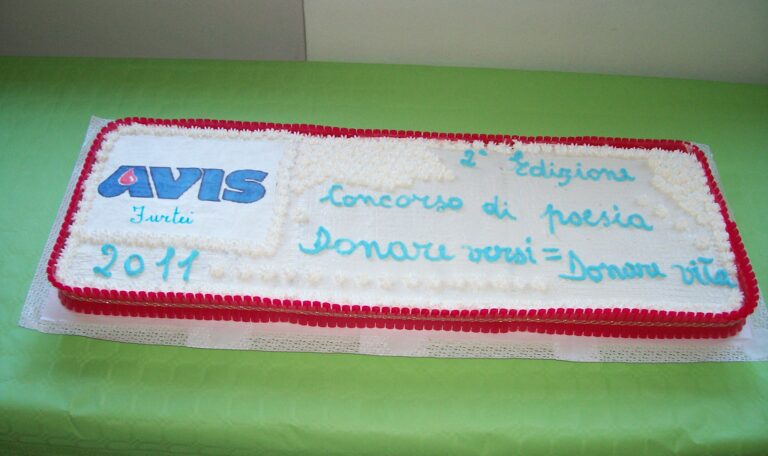 AVIS
Furtei
2011
2° Edizione
Concorso di poesia
Donare versi = Donare vita